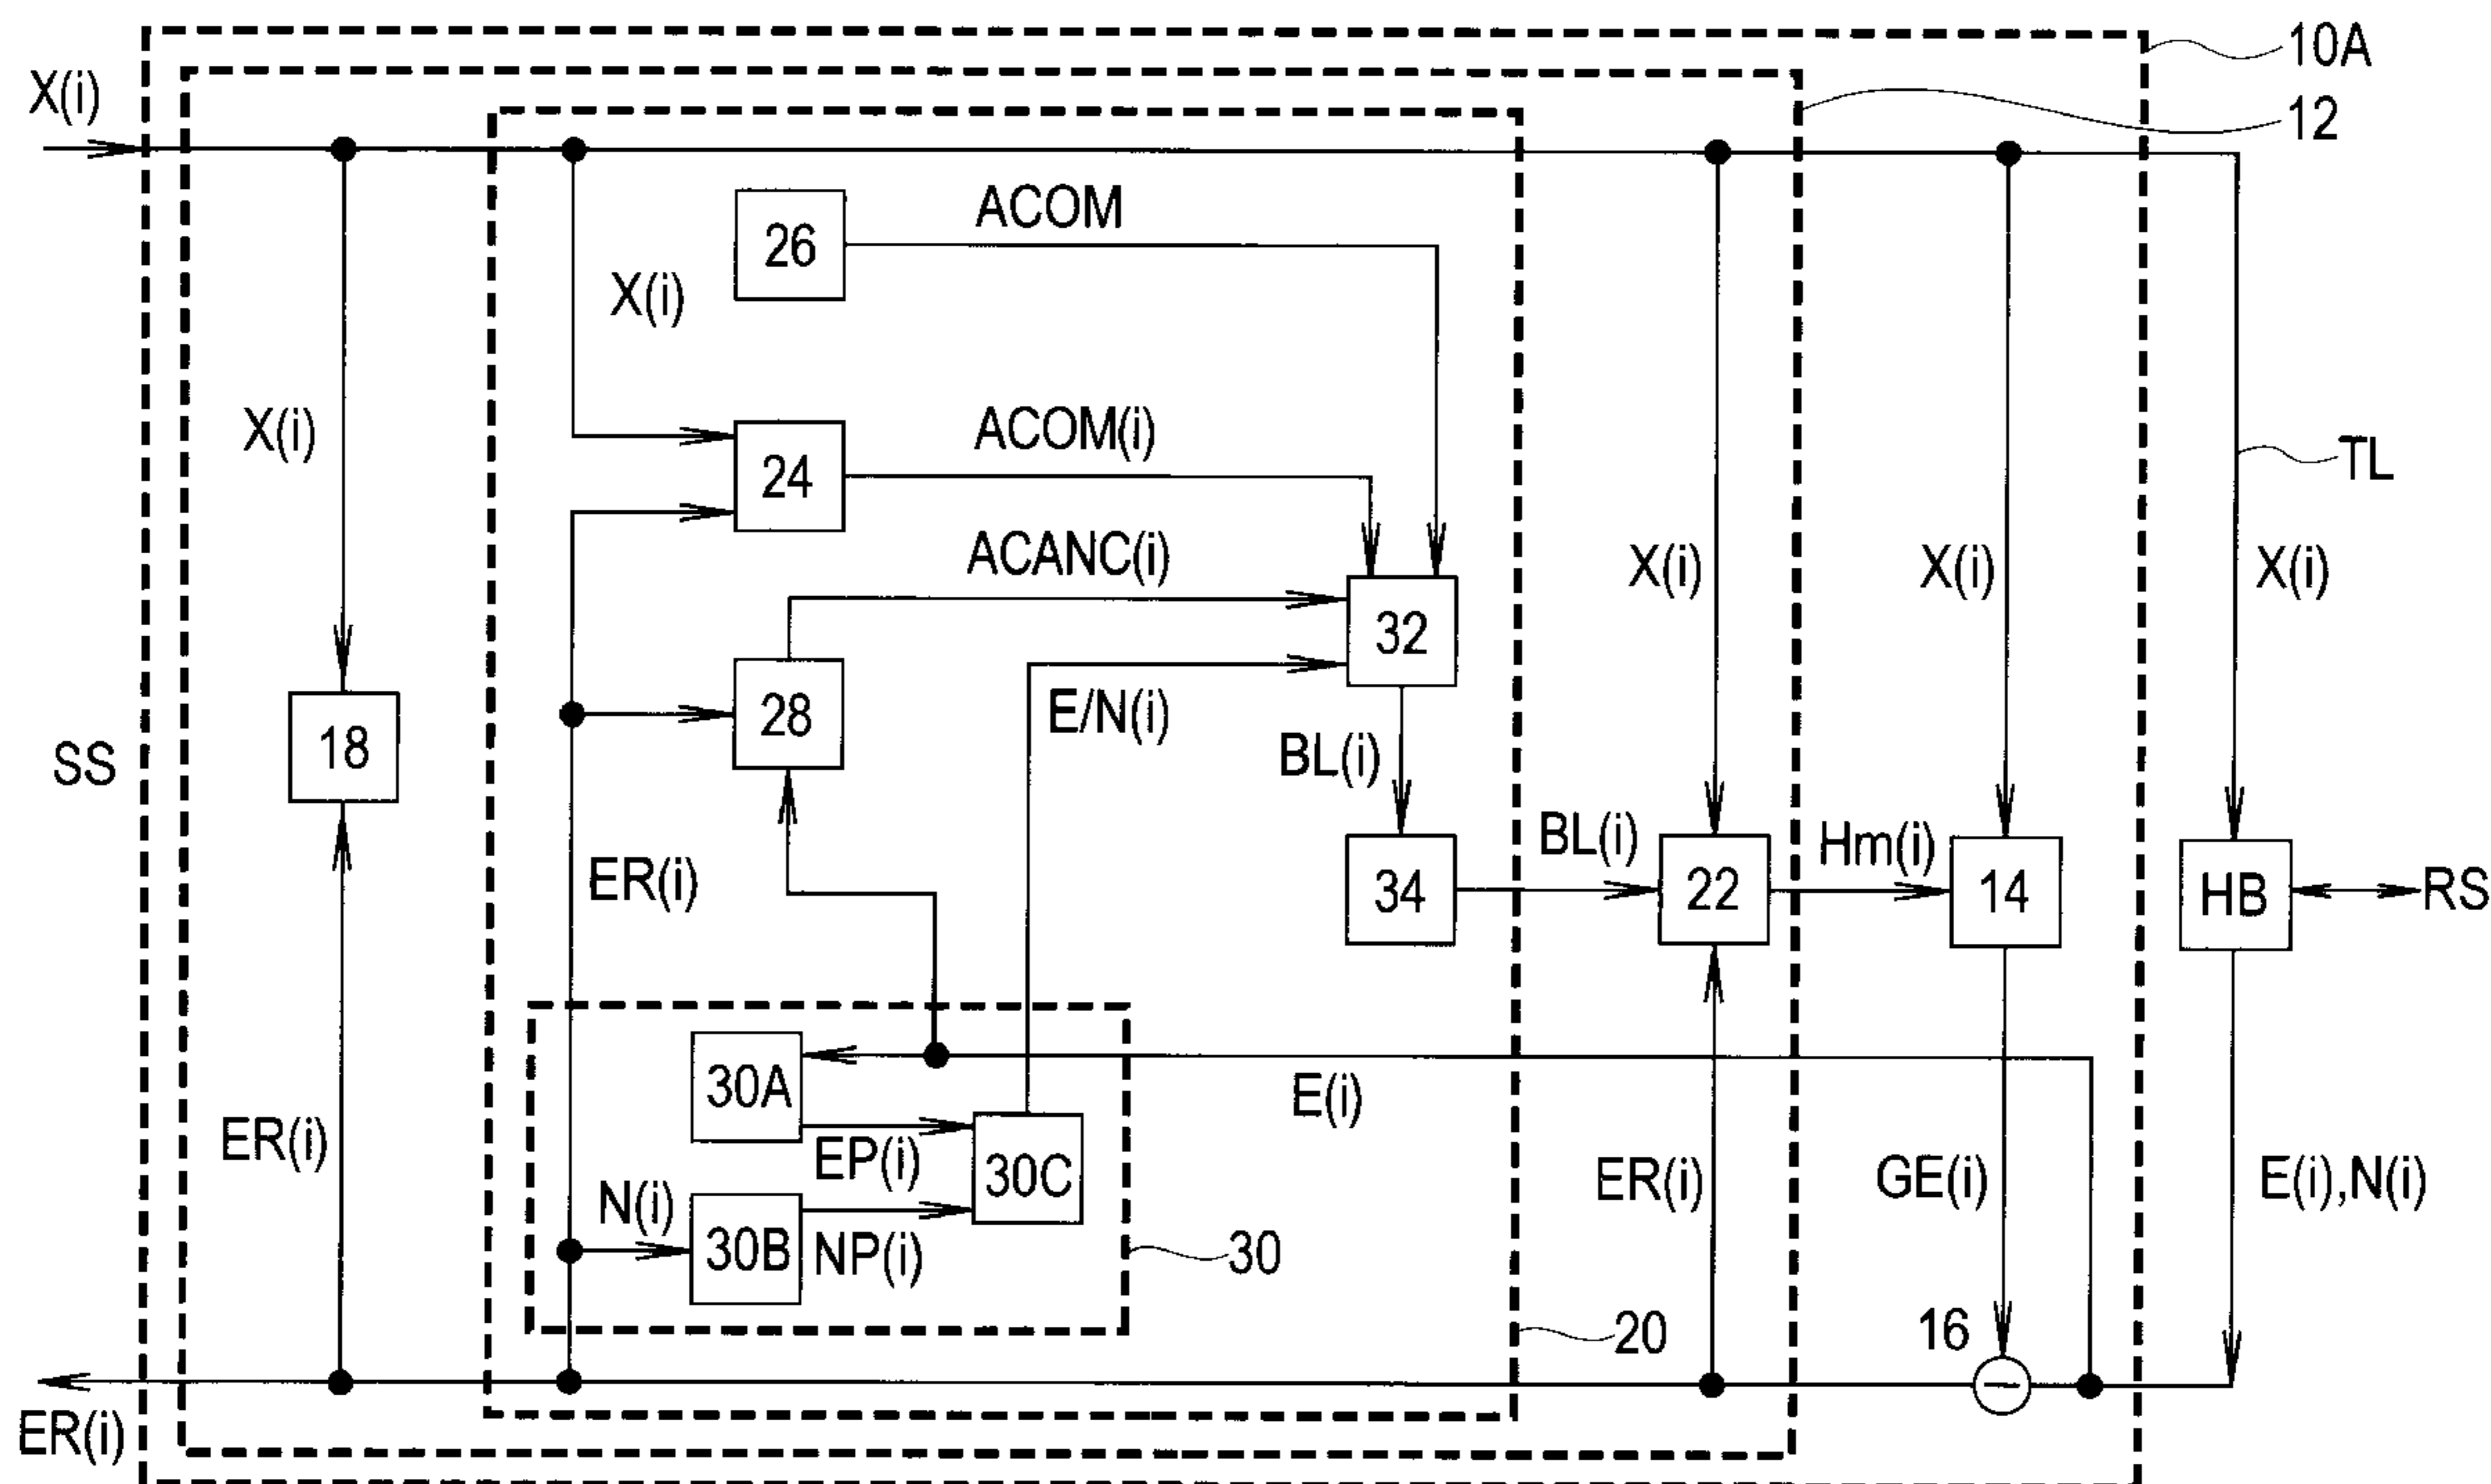 10A
12
X(i)
ACOM
26
X(i)
X(i)
ACOM(i)
24
TL
ACANC(i)
X(i)
X(i)
X(i)
32
28
E/N(i)
18
SS
BL(i)
BL(i)
Hm(i)
ER(i)
34
22
14
HB
RS
30A
E(i)
ER(i)
EP(i)
30C
ER(i)
GE(i)
E(i),N(i)
N(i)
30B
NP(i)
30
20
16
ER(i)